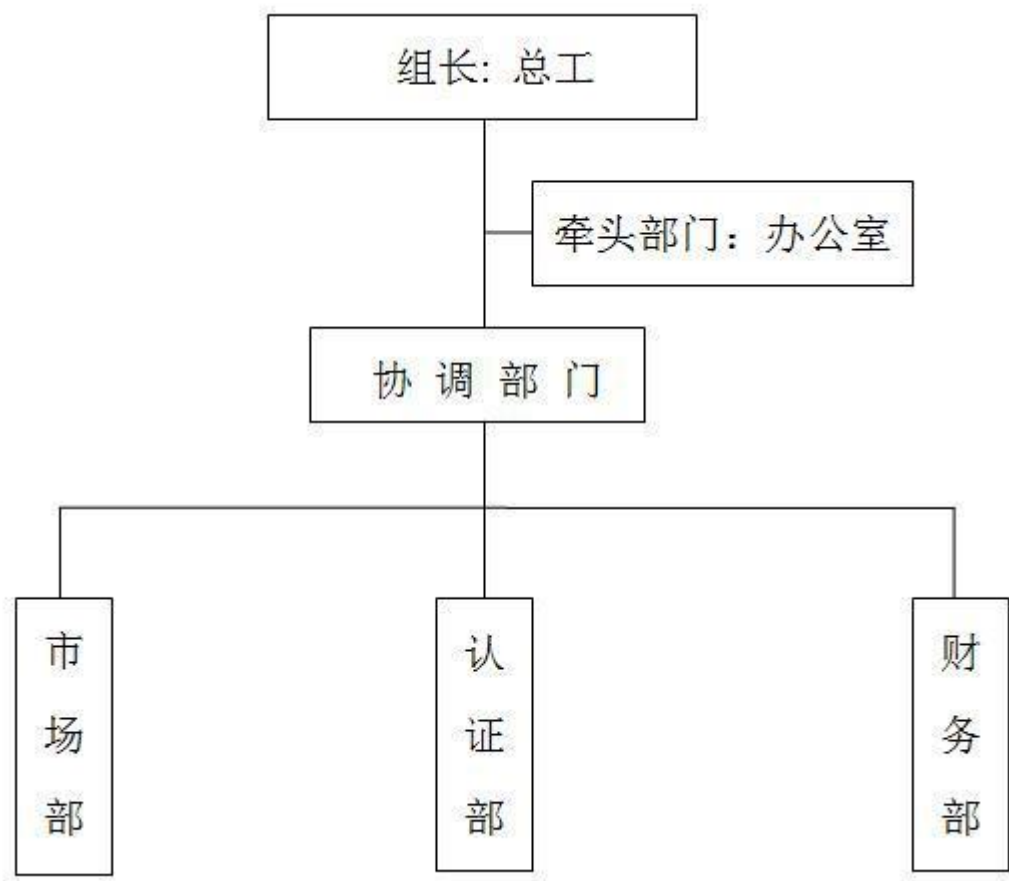 组长: 总工
牵头部门：办公室
协调部门
市场部
认证部
财务部